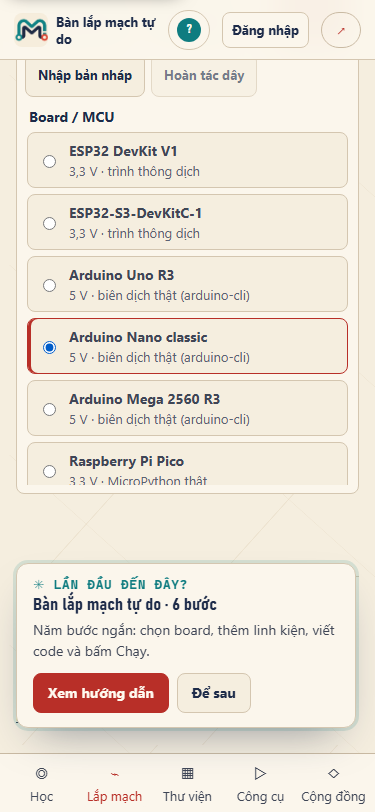 Bàn lắp mạch tự do
?
Đăng nhập
Nhập bản nháp
Hoàn tác dây
Board / MCU
ESP32 DevKit V1
3,3 V · trình thông dịch
ESP32-S3-DevKitC-1
3,3 V · trình thông dịch
Arduino Uno R3
5 V · biên dịch thật (arduino-cli)
Arduino Nano classic
5 V · biên dịch thật (arduino-cli)
Arduino Mega 2560 R3
5 V · biên dịch thật (arduino-cli)
Raspberry Pi Pico
3,3 V · MicroPython thật
LẦN ĐẦU ĐẾN ĐÂY?
Bàn lắp mạch tự do · 6 bước
Năm bước ngắn: chọn board, thêm linh kiện, viết
code và bấm Chạy.
Xem hướng dẫn
Để sau
Học
Lắp mạch
Thư viện
Công cụ
Cộng đồng